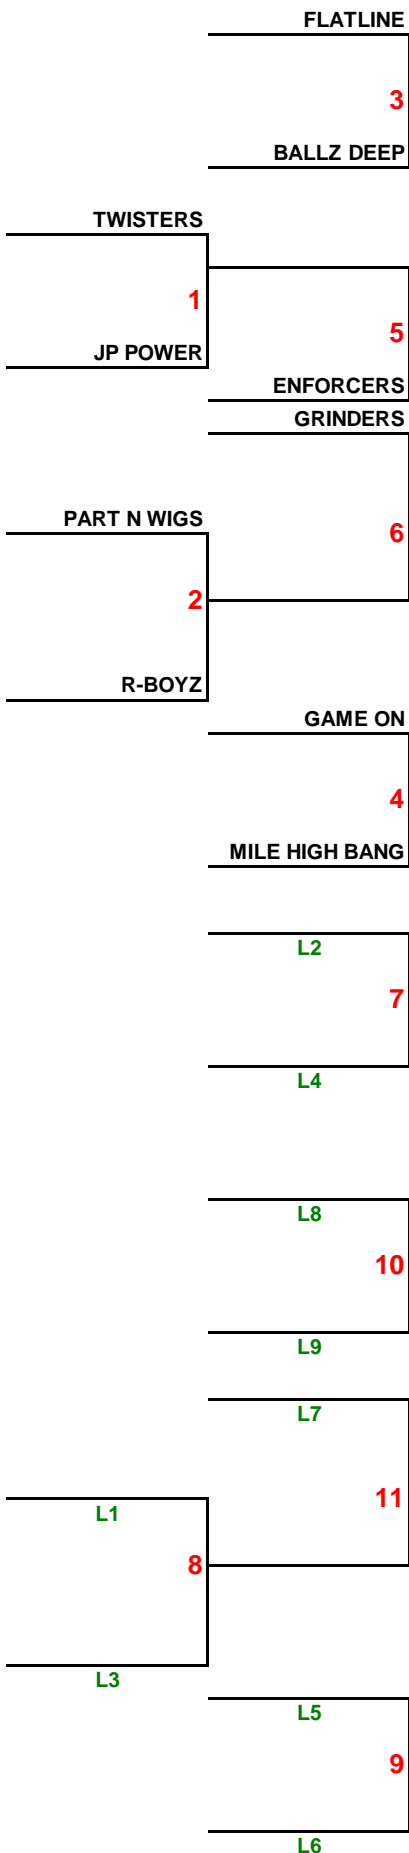 FLATLINE
3
BALLZ DEEP
TWISTERS
1
JP POWER
5
ENFORCERS
GRINDERS
PART N WIGS
6
2
R-BOYZ
GAME ON
4
MILE HIGH BANG
L2
7
L4
L8
10
L9
L7
11
L1
8
L3
L5
9
L6